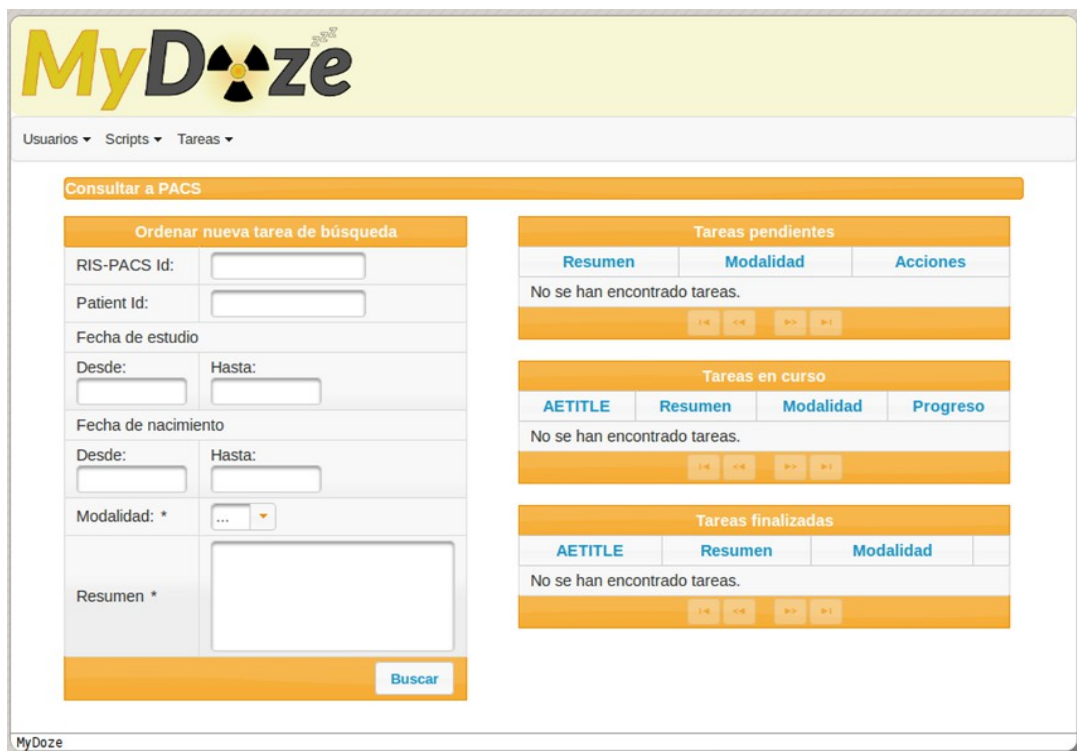 MyDoze
Usuarios Scripts Tareas
Consultar a PACS
Ordenar nueva tarea de búsqueda
RIS-PACS Id:
Patient Id:
Fecha de estudio
Desde: Hasta:
Fecha de nacimiento
Desde: Hasta:
Modalidad: * ...
Resumen *
Buscar
Tareas pendientes
Resumen Modalidad Acciones
No se han encontrado tareas.
Tareas en curso
AETITLE Resumen Modalidad Progreso
No se han encontrado tareas.
Tareas finalizadas
AETITLE Resumen Modalidad
No se han encontrado tareas.
MyDoze